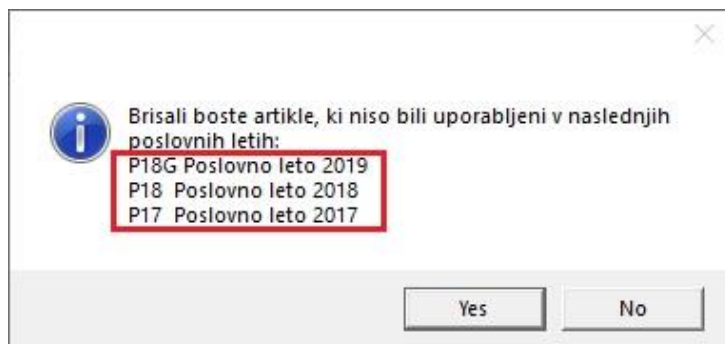 Brisali boste artikle, ki niso bili uporabljeni v naslednjih
poslovnih letih:
P18G Poslovno leto 2019
P18 Poslovno leto 2018
P17 Poslovno leto 2017
Yes
No